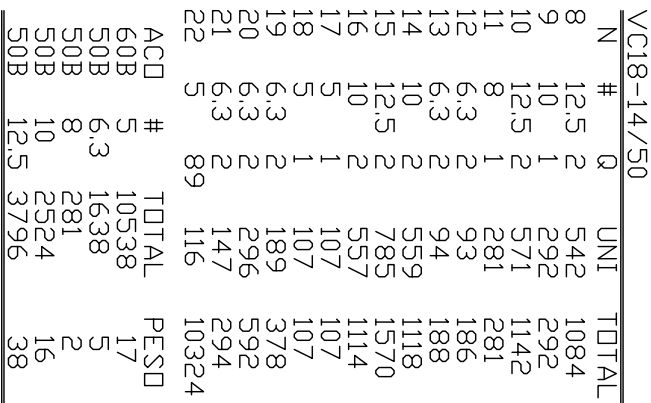 VC18-14/50
N # Q UNI TOTAL
8 12,5 2 542 1084
9 10 1 292 292
10 12,5 2 571 1142
11 8 1 281 281
12 6,3 2 93 186
13 6,3 2 94 188
14 10 2 559 1118
15 12,5 2 785 1570
16 10 2 557 1114
17 5 1 107 107
18 5 1 107 107
19 6,3 2 189 378
20 6,3 2 296 592
21 6,3 2 147 294
22 5 89 116 10324
ACO # TOTAL PESO
60B 5 10538 17
50B 6,3 1638 5
50B 8 281 2
50B 10 2524 16
50B 12,5 3796 38